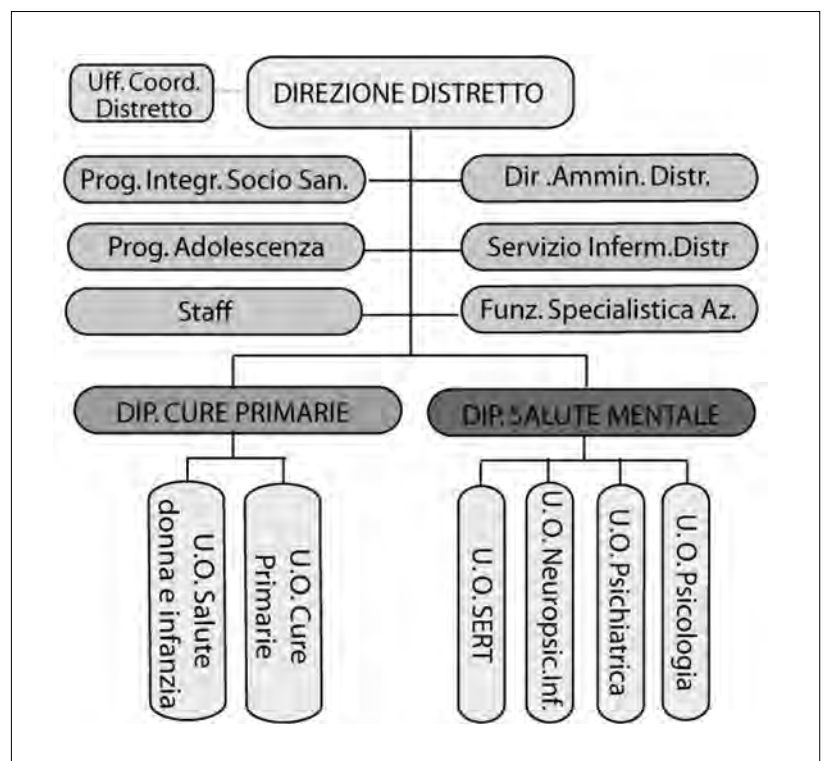 Uff. Coord.
Distretto
DIREZIONE DISTRETTO
Prog. Integr. Socio San.
Dir .Ammin. Distr.
Prog. Adolescenza
Servizio Inferm.Distr
Staff
Funz. Specialistica Az.
DIP. CURE PRIMARIE
DIP. SALUTE MENTALE
U.O. Salute
donna e infanzia
U.O. Cure
Primarie
U.O. SERT
U.O. Neuropsic.Inf.
U.O. Psichiatrica
U.O. Psicologia